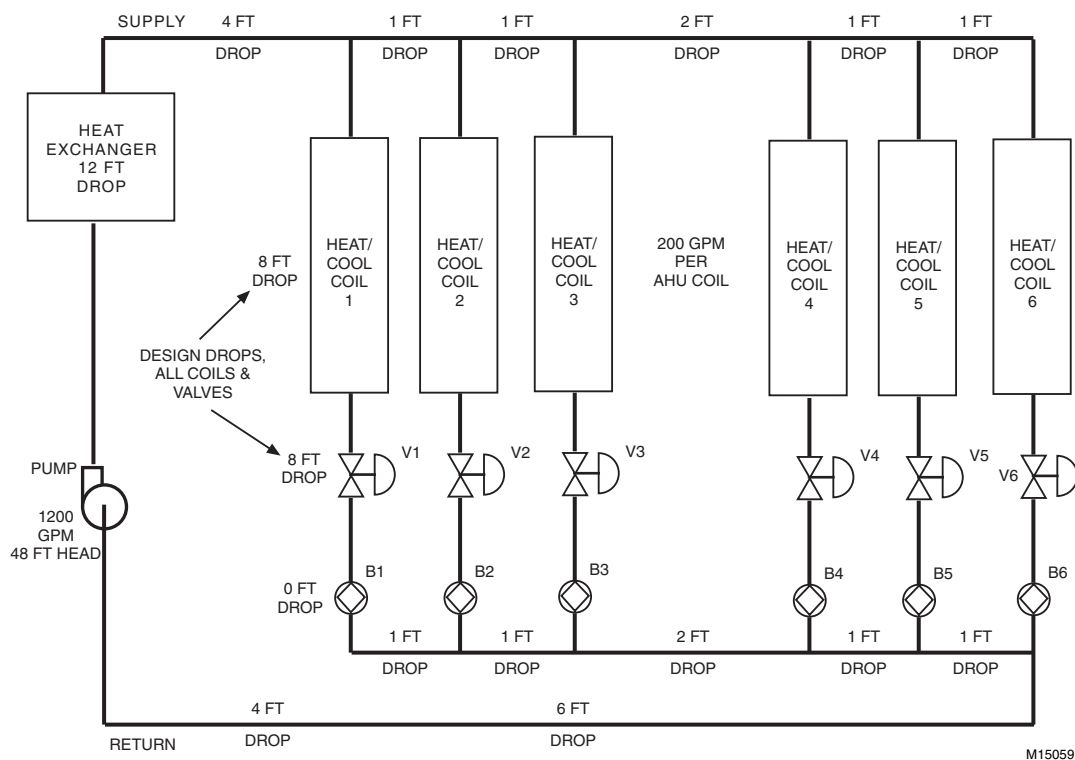 SUPPLY 4 FT 1 FT 1 FT 2 FT 1 FT 1 FT
DROP DROP DROP DROP DROP DROP
HEAT
EXCHANGER
12 FT
DROP
8 FT
DROP
HEAT/
COOL
COIL
1
HEAT/
COOL
COIL
2
HEAT/
COOL
COIL
3
200 GPM
PER
AHU COIL
HEAT/
COOL
COIL
4
HEAT/
COOL
COIL
5
HEAT/
COOL
COIL
6
DESIGN DROPS,
ALL COILS &
VALVES
8 FT
DROP
V1
V2
V3
V4
V5
V6
PUMP
1200
GPM
48 FT HEAD
0 FT
DROP
B1
B2
B3
B4
B5
B6
1 FT 1 FT 2 FT 1 FT 1 FT
DROP DROP DROP DROP DROP
4 FT 6 FT
DROP DROP
RETURN
M15059